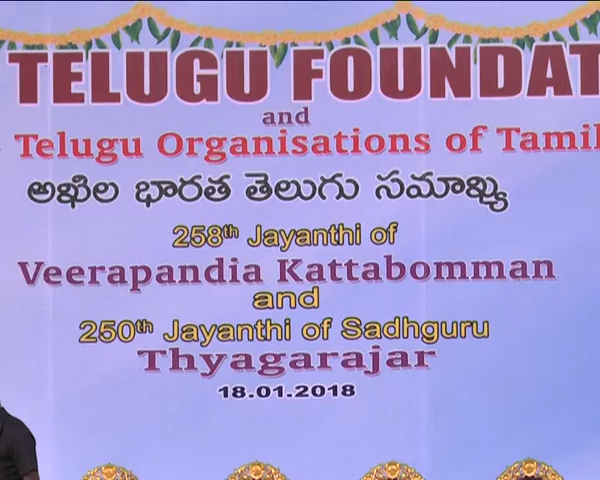 TELUGU FOUNDAT
and
Telugu Organisations of Tamil
అఖిల భారత తెలుగు సమాఖ్య
258th Jayanthi of
Veerapandia Kattabomman
and
250th Jayanthi of Sadhguru
Thyagarajar
18.01.2018